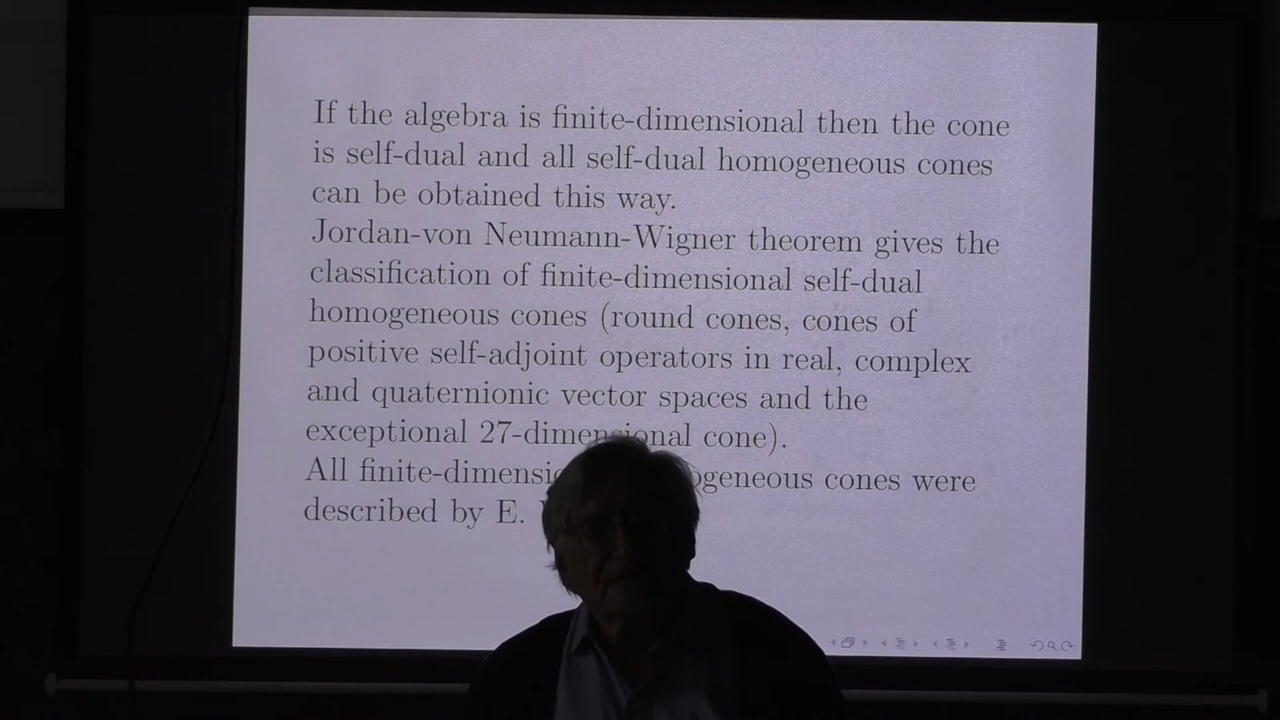 If the algebra is finite-dimensional then the cone
is self-dual and all self-dual homogeneous cones
can be obtained this way.
Jordan-von Neumann-Wigner theorem gives the
classification of finite-dimensional self-dual
homogeneous cones (round cones, cones of
positive self-adjoint operators in real, complex
and quaternionic vector spaces and the
exceptional 27-dimensional cone).
All cones were
described by E.